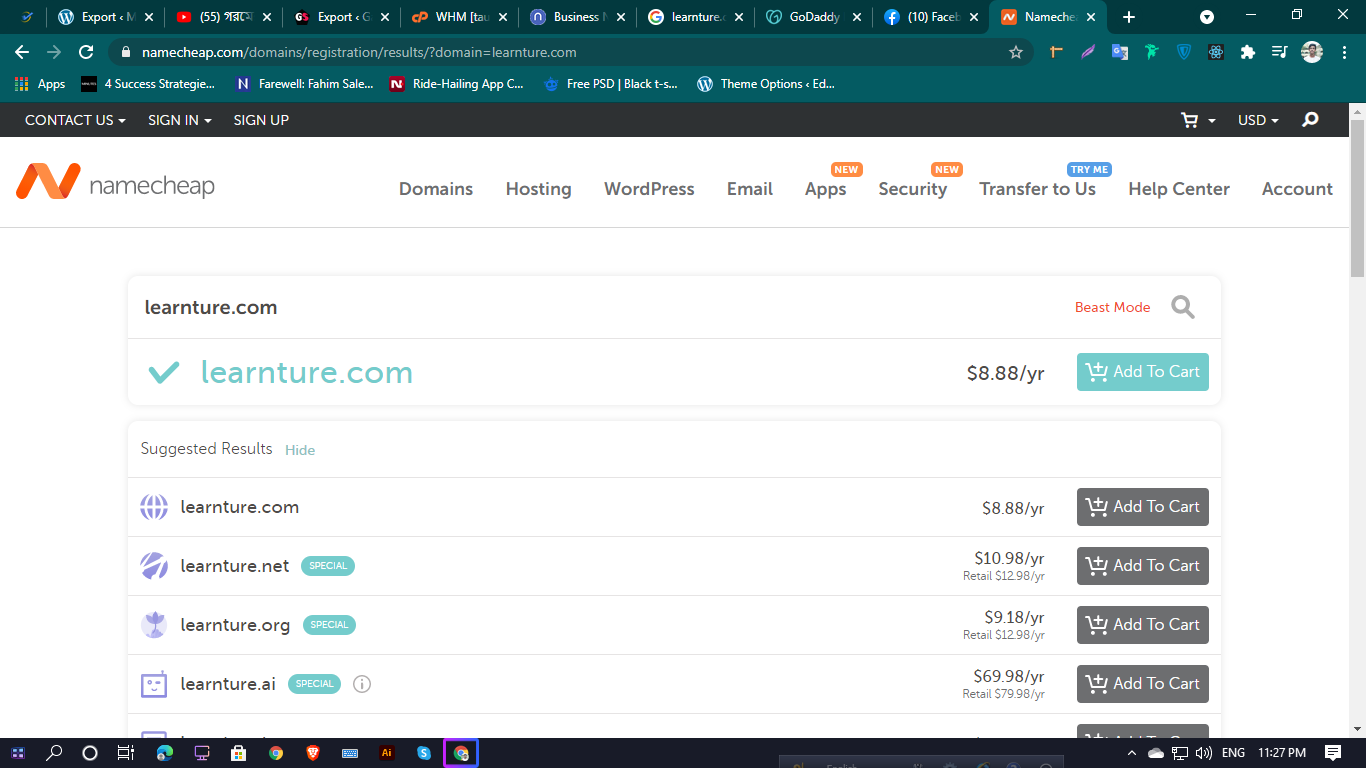 Export ‹ M
(55) পরমে
Export ‹ G
WHM [tau
Business N
learnture.c
GoDaddy
(10) Faceb
Nameche
namecheap.com/domains/registration/results/?domain=learnture.com
Apps
4 Success Strategie...
Farewell: Fahim Sale...
Ride-Hailing App C...
Free PSD | Black t-s...
Theme Options ‹ Ed...
CONTACT US
SIGN IN
SIGN UP
USD
namecheap
Domains
Hosting
WordPress
Email
Apps
NEW
Security
NEW
Transfer to Us
TRY ME
Help Center
Account
learnture.com
Beast Mode
learnture.com
$8.88/yr
Add To Cart
Suggested Results
Hide
learnture.com
$8.88/yr
Add To Cart
learnture.net
SPECIAL
$10.98/yr
Retail $12.98/yr
Add To Cart
learnture.org
SPECIAL
$9.18/yr
Retail $12.98/yr
Add To Cart
learnture.ai
SPECIAL
$69.98/yr
Retail $79.98/yr
Add To Cart
ENG
11:27 PM